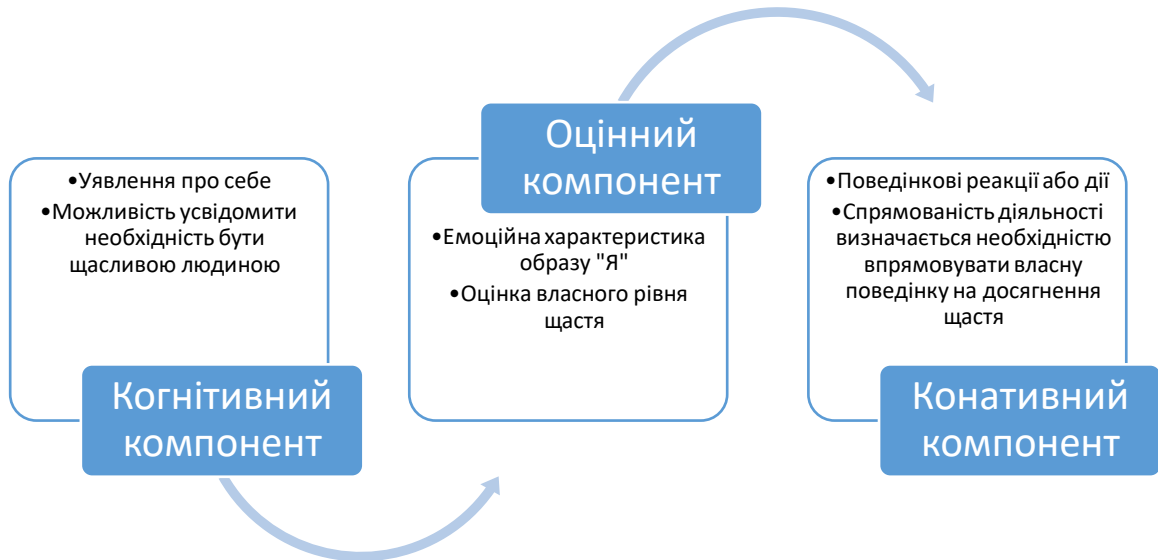 •Уявлення про себе
•Можливість усвідомити
необхідність бути
щасливою людиною
Когнітивний
компонент
Оцінний
компонент
•Емоційна характеристика
образу "Я"
•Оцінка власного рівня
щастя
•Поведінкові реакції або дії
•Спрямованість діяльності
визначається необхідністю
впрямовувати власну
поведінку на досягнення
щастя
Конативний
компонент